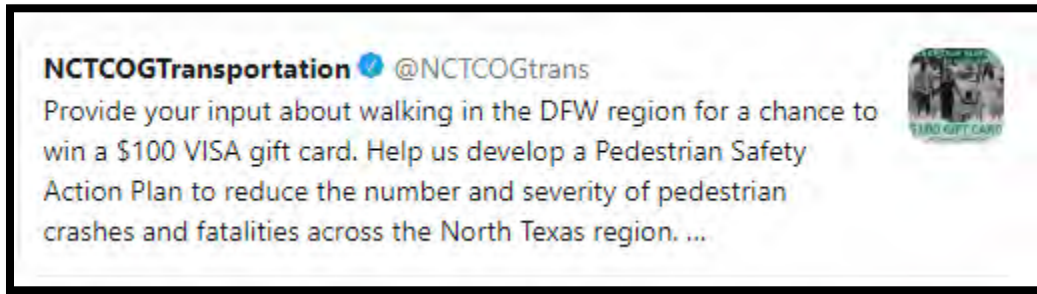 NCTCOGTransportation @NCTCOGtrans
Provide your input about walking in the DFW region for a chance to
win a $100 VISA gift card. Help us develop a Pedestrian Safety
Action Plan to reduce the number and severity of pedestrian
crashes and fatalities across the North Texas region. ...
$100 GIFT CARD